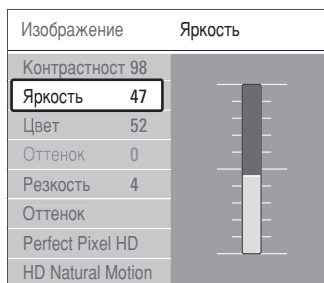 Изображение Яркость
Контрастност 98
Яркость 47
Цвет 52
Оттенок 0
Резкость 4
Оттенок
Perfect Pixel HD
HD Natural Motion